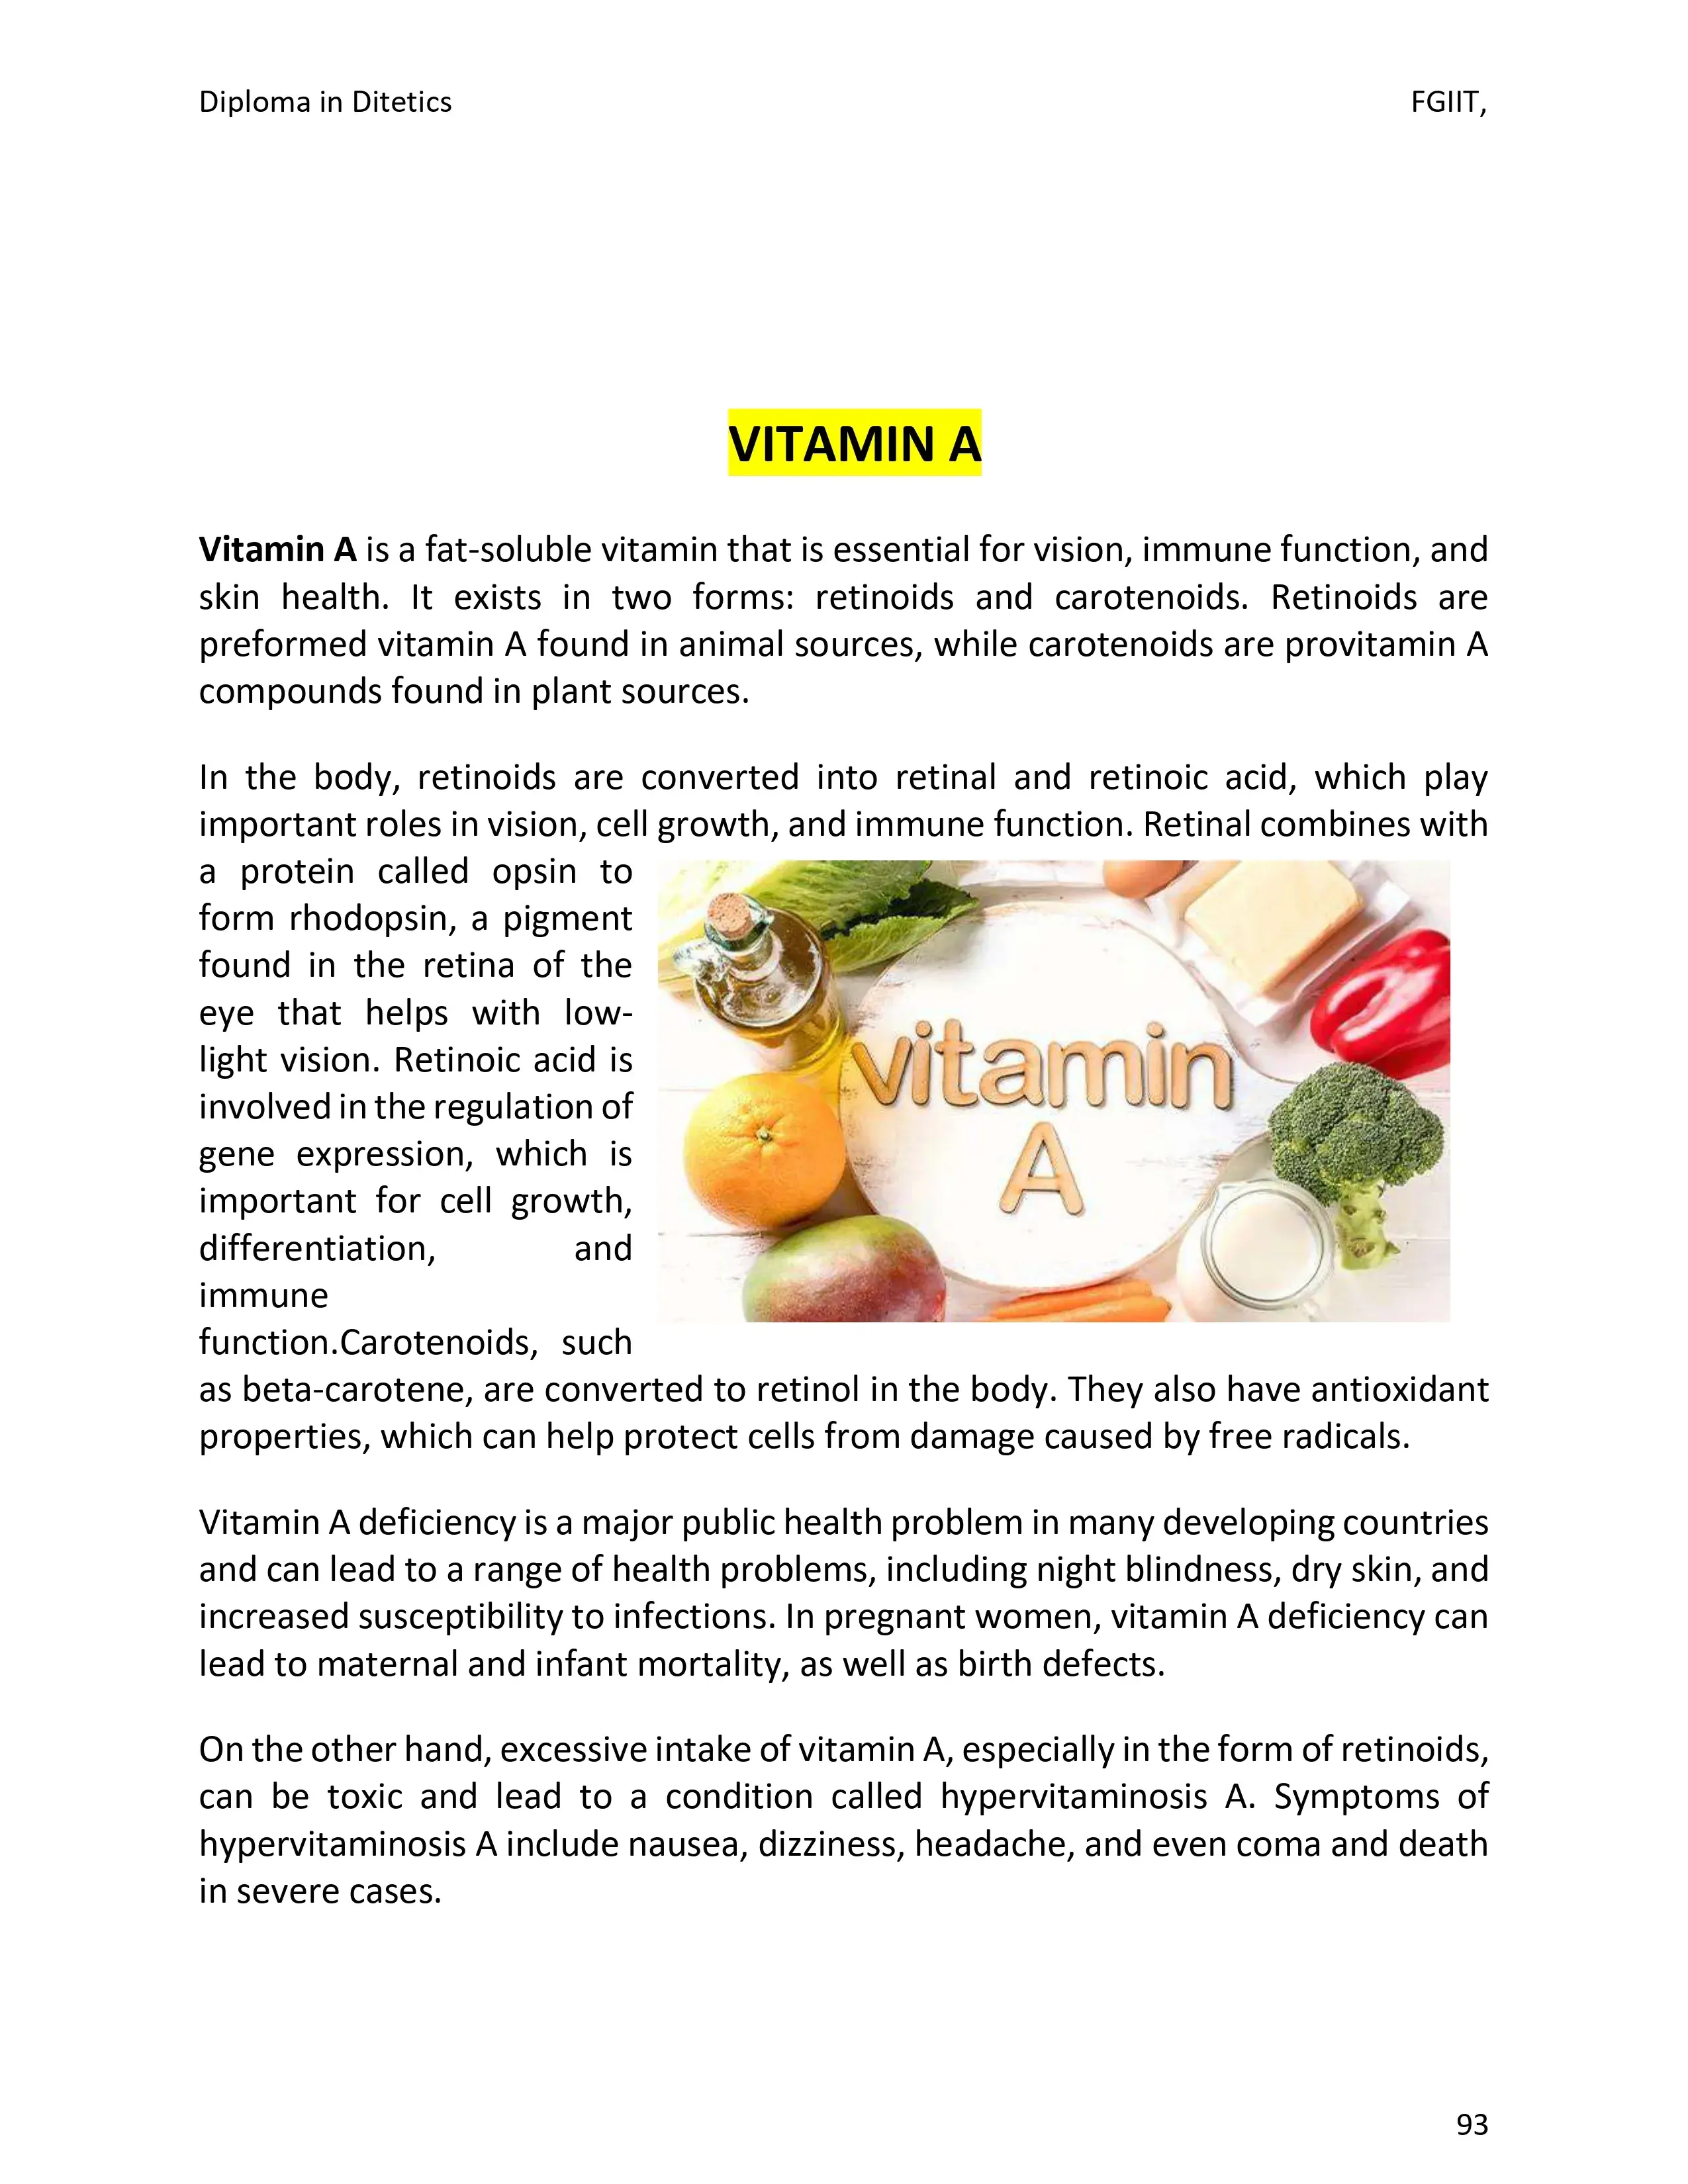 Diploma in Ditetics
FGIIT,
VITAMIN A
Vitamin A is a fat-soluble vitamin that is essential for vision, immune function, and
skin health. It exists in two forms: retinoids and carotenoids. Retinoids are
preformed vitamin A found in animal sources, while carotenoids are provitamin A
compounds found in plant sources.
In the body, retinoids are converted into retinal and retinoic acid, which play
important roles in vision, cell growth, and immune function. Retinal combines with
a protein called opsin to
form rhodopsin, a pigment
found in the retina of the
eye that helps with low-
light vision. Retinoic acid is
involved in the regulation of
gene expression, which is
important for cell growth,
differentiation, and
immune
function.Carotenoids, such
vitamin
A
as beta-carotene, are converted to retinol in the body. They also have antioxidant
properties, which can help protect cells from damage caused by free radicals.
Vitamin A deficiency is a major public health problem in many developing countries
and can lead to a range of health problems, including night blindness, dry skin, and
increased susceptibility to infections. In pregnant women, vitamin A deficiency can
lead to maternal and infant mortality, as well as birth defects.
On the other hand, excessive intake of vitamin A, especially in the form of retinoids,
can be toxic and lead to a condition called hypervitaminosis A. Symptoms of
hypervitaminosis A include nausea, dizziness, headache, and even coma and death
in severe cases.
93